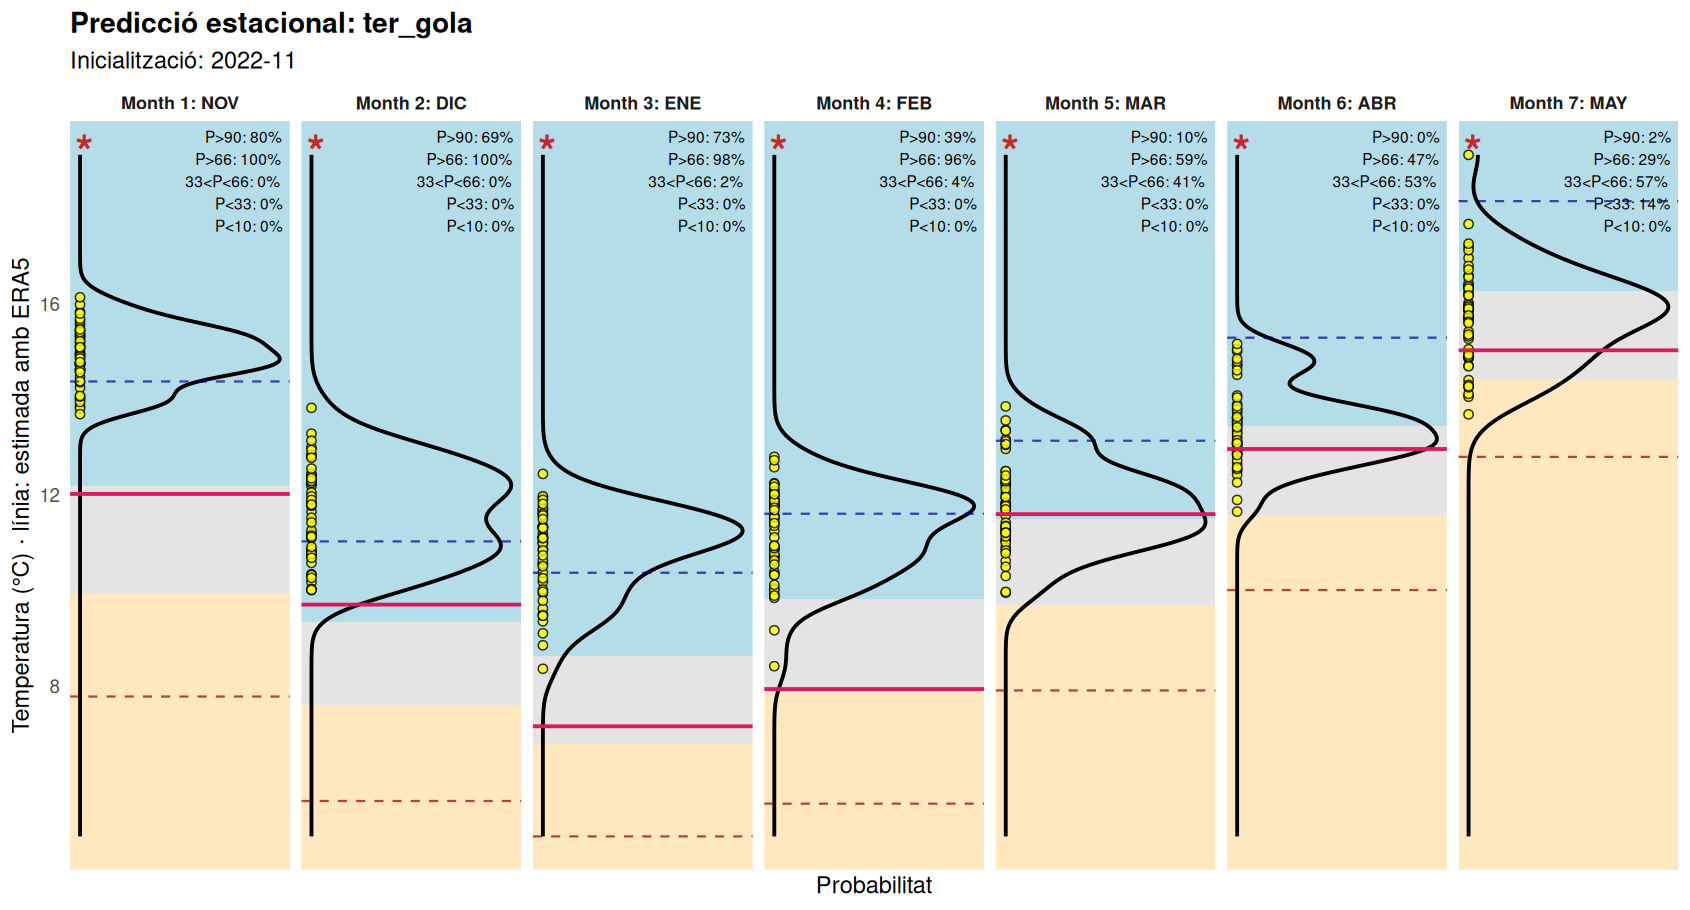 Predicció estacional: ter_gola
Inicialització: 2022-11
Month 1: NOV
Month 2: DIC
Month 3: ENE
Month 4: FEB
Month 5: MAR
Month 6: ABR
Month 7: MAY
*
P>90: 80%
P>66: 100%
33<P<66: 0%
P<33: 0%
P<10: 0%
*
P>90: 69%
P>66: 100%
33<P<66: 0%
P<33: 0%
P<10: 0%
*
P>90: 73%
P>66: 98%
33<P<66: 2%
P<33: 0%
P<10: 0%
*
P>90: 39%
P>66: 96%
33<P<66: 4%
P<33: 0%
P<10: 0%
*
P>90: 10%
P>66: 59%
33<P<66: 41%
P<33: 0%
P<10: 0%
*
P>90: 0%
P>66: 47%
33<P<66: 53%
P<33: 0%
P<10: 0%
*
P>90: 2%
P>66: 29%
33<P<66: 57%
P<33: 14%
P<10: 0%
16
12
8
Temperatura (°C) · línia: estimada amb ERA5
Probabilitat